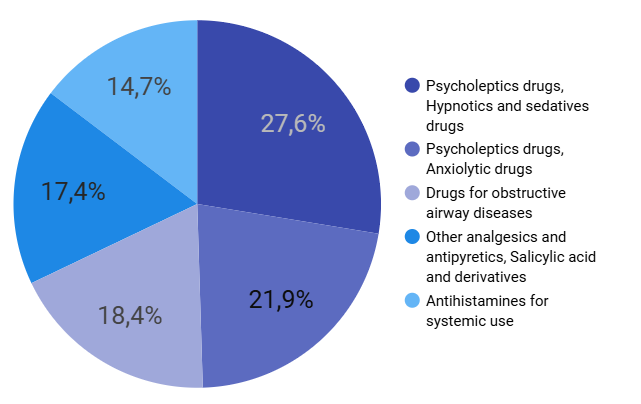 14,7%
27,6%
17,4%
21,9%
18,4%
Psycholeptics drugs,
Hypnotics and sedatives
drugs
Psycholeptics drugs,
Anxiolytic drugs
Drugs for obstructive
airway diseases
Other analgesics and
antipyretics, Salicylic acid
and derivatives
Antihistamines for
systemic use